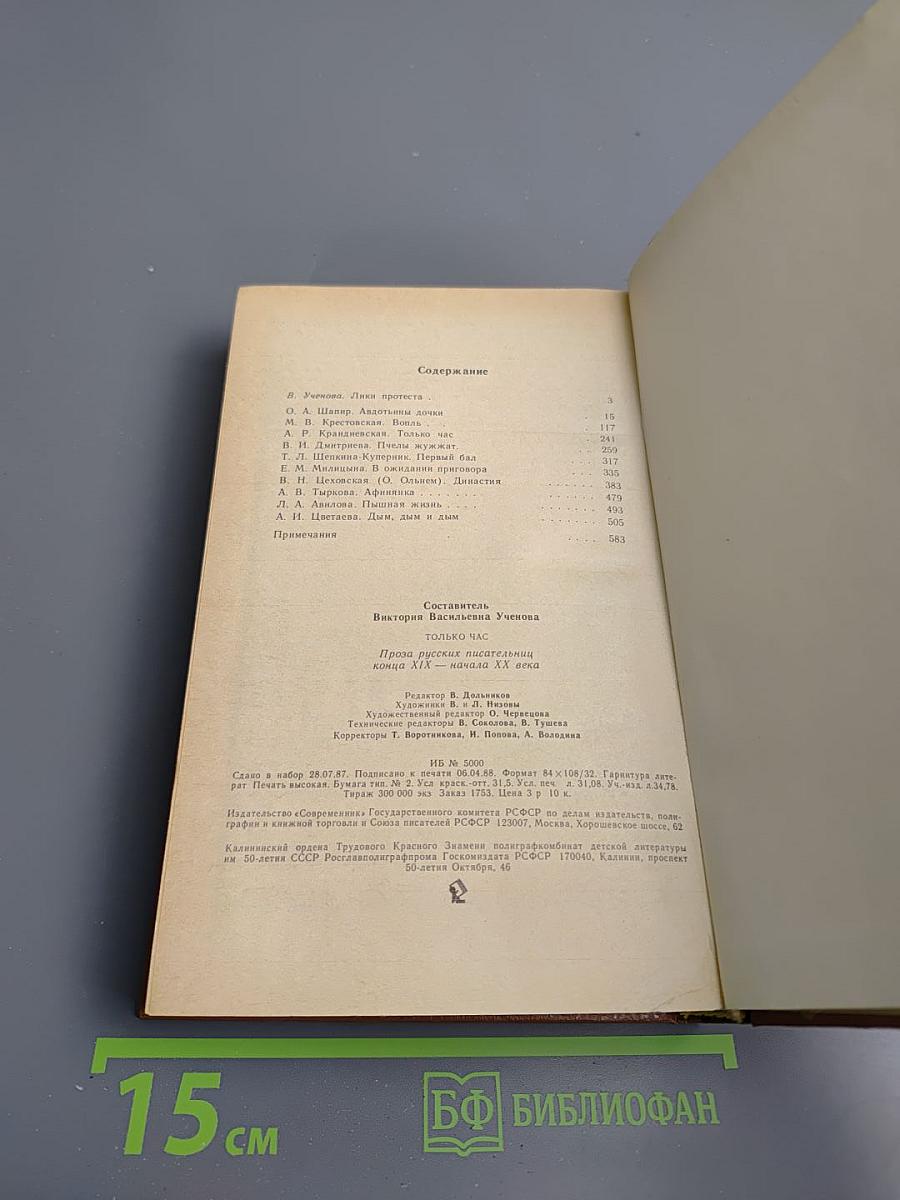 Содержание
В. Ученова. Лики протеста . 3
О. А. Шапир. Авдотьины дочки . 15
М. В. Крестовская. Вопль . . . 117
А. Р. Крандиевская. Только час . 241
В. И. Дмитриева. Пчелы жужжат. . . 259
Т. Л. Щепкина-Куперник. Первый бал . . . 317
Е. М. Милицына. В ожидании приговора . . . 335
В. Н. Цеховская (О. Ольнем). Династия . . . . . . 383
А. В. Тыркова. Афинянка . . . . . . . . . . . . . 479
Л. А. Авилова. Пышная жизнь . . . . . . . . . . . 493
А. И. Цветаева. Дым, дым и дым . . . . . . . 505
Примечания . . . . . 583
Составитель
Виктория Васильевна Ученова
ТОЛЬКО ЧАС
Проза русских писательниц
конца XIX — начала XX века
Редактор В. Дольников
Художники В. и Л. Низовы
Художественный редактор О. Червецова
Технические редакторы В. Соколова, В. Тушева
Корректоры Т. Воротникова, И. Попова, А. Володина
ИБ № 5000
Сдано в набор 28.07.87. Подписано к печати 06.04.88. Формат 84×108/32. Гарнитура лите-
рат Печать высокая. Бумага тип. № 2. Усл краск.-отт. 31,5. Усл. печ л. 31,08. Уч.-изд. л.34,78.
Тираж 300 000 экз Заказ 1753. Цена 3 р 10 к.
Издательство «Современник» Государственного комитета РСФСР по делам издательств, поли-
графии и книжной торговли и Союза писателей РСФСР 123007, Москва, Хорошевское шоссе, 62
Калининский ордена Трудового Красного Знамени полиграфкомбинат детской литературы
им 50-летия СССР Росглавполиграфпрома Госкомиздата РСФСР 170040, Калинин, проспект
50-летия Октября, 46
15 см
БФ БИБЛИОФАН